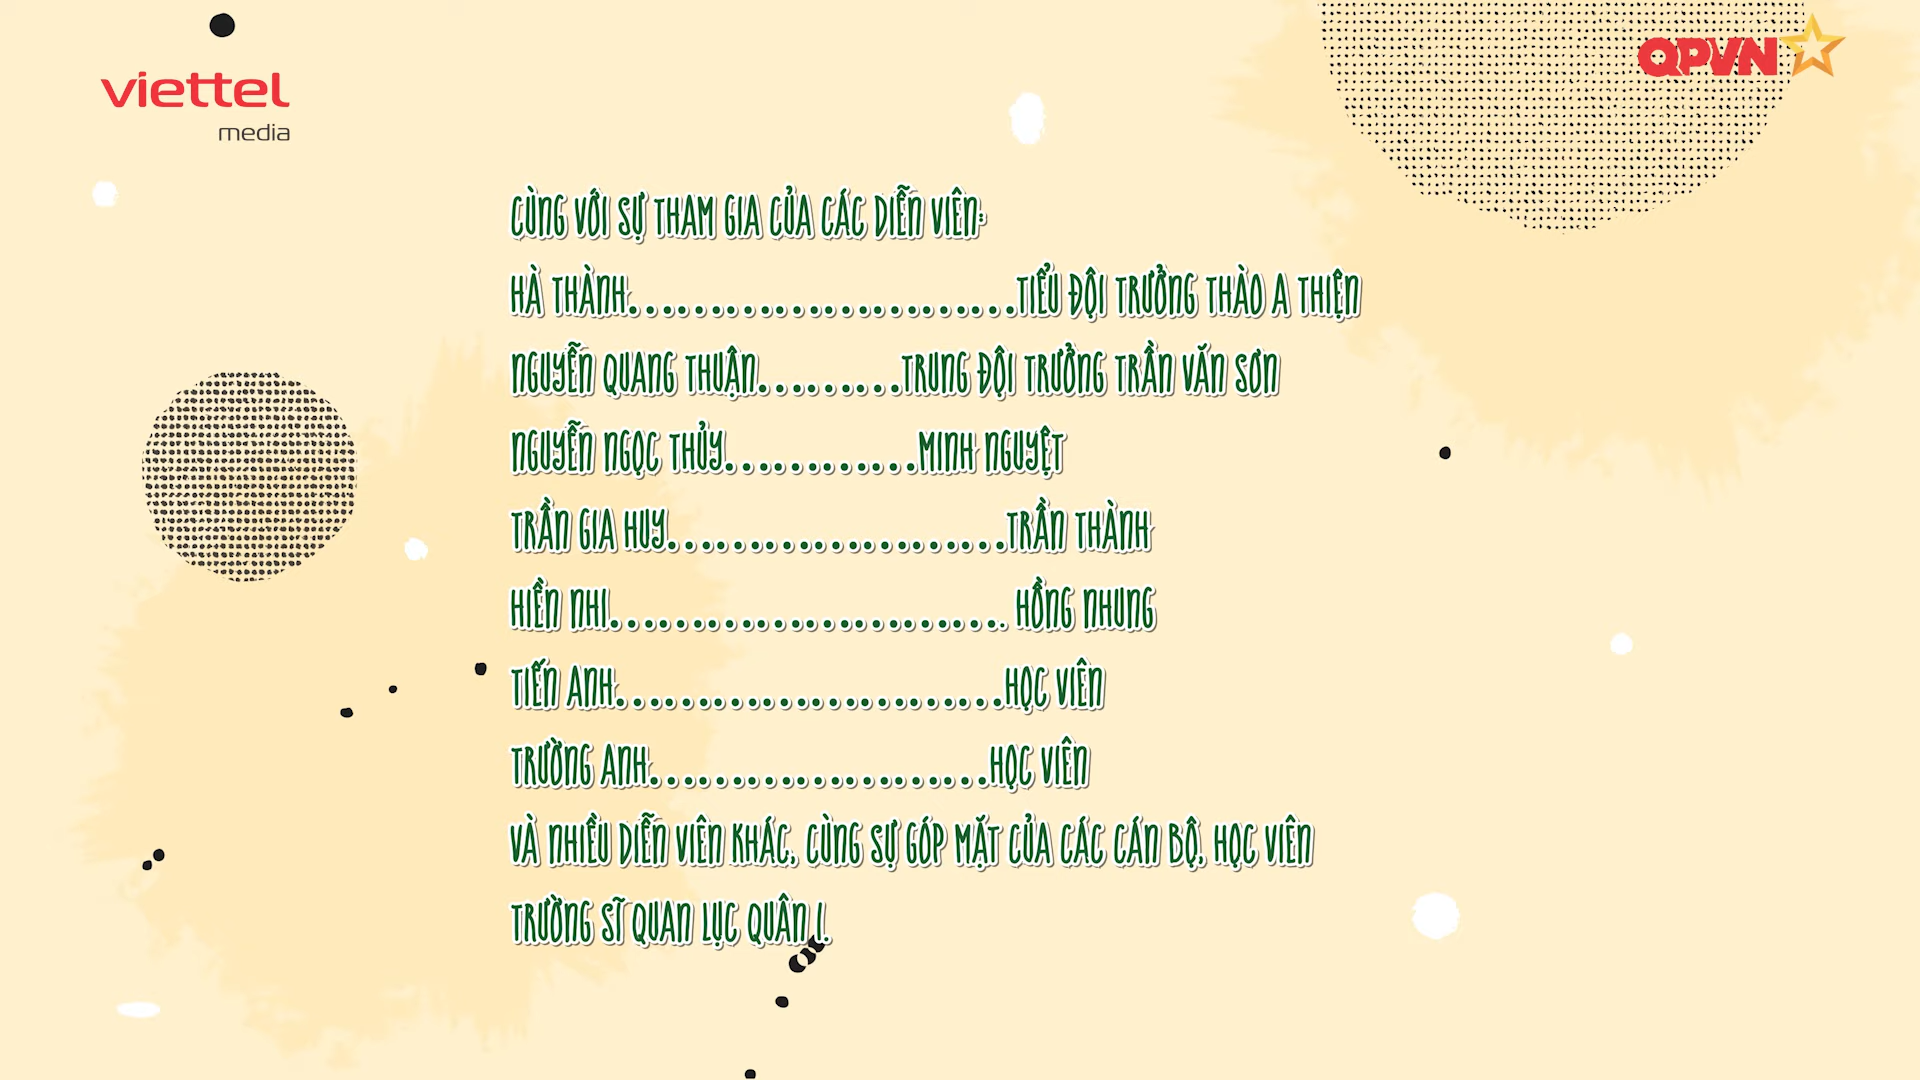 viettel
media
QPVN
CÙNG VỚI SỰ THAM GIA CỦA CÁC DIỄN VIÊN:
HÀ THÀNH........................TIỂU ĐỘI TRƯỞNG THÀO A THIỆN
NGUYỄN QUANG THUẬN.........TRUNG ĐỘI TRƯỞNG TRẦN VĂN SƠN
NGUYỄN NGỌC THỦY............MINH NGUYỆT
TRẦN GIA HUY.....................TRẦN THÀNH
HIỀN NHI......................... HỒNG NHUNG
TIẾN ANH........................HỌC VIÊN
TRƯỜNG ANH.....................HỌC VIÊN
VÀ NHIỀU DIỄN VIÊN KHÁC, CÙNG SỰ GÓP MẶT CỦA CÁC CÁN BỘ, HỌC VIÊN
TRƯỜNG SĨ QUAN LỤC QUÂN I.